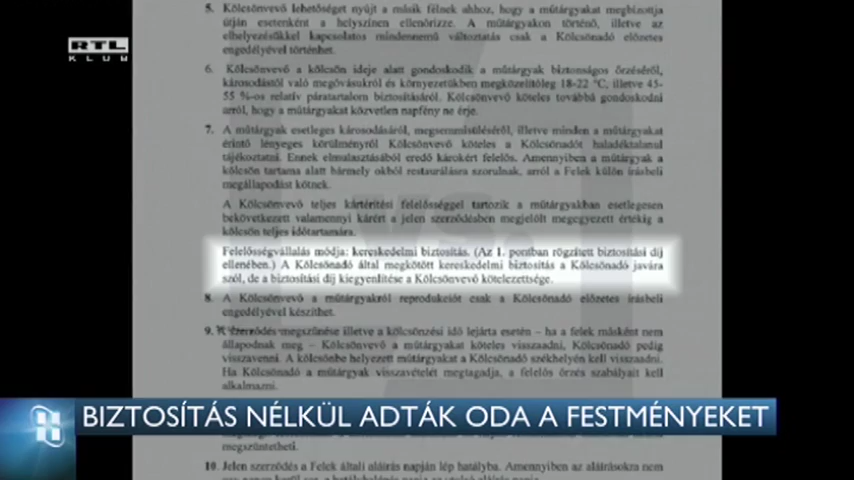 RTL
KLUB
5. Kölcsönvevő lehetőséget nyújt a másik félnek ahhoz, hogy a műtárgyakat megbízottja
útján esetenként a helyszínen ellenőrizze. A műtárgyakon történő, illetve az
elhelyezésükkel kapcsolatos mindennemű változtatás csak a Kölcsönadó előzetes
engedélyével történhet.
6. Kölcsönvevő a kölcsön ideje alatt gondoskodik a műtárgyak biztonságos őrzéséről,
károsodástól való megóvásukról és környezetükben megközelítőleg 18-22 °C, illetve 45-
55 %-os relatív páratartalom biztosításáról. Kölcsönvevő köteles továbbá gondoskodni
arról, hogy a műtárgyakat közvetlen napfény ne érje.
7. A műtárgyak esetleges károsodásáról, megsemmisüléséről, illetve minden a műtárgyakat
érintő lényeges körülményről Kölcsönvevő köteles a Kölcsönadót haladéktalanul
tájékoztatni. Ennek elmulasztásából eredő károkért felelős. Amennyiben a műtárgyak a
kölcsön tartama alatt bármely okból restaurálásra szorulnak, arról a Felek külön írásbeli
megállapodást kötnek.
A Kölcsönvevő teljes kártérítési felelősséggel tartozik a műtárgyakban esetlegesen
bekövetkezett valamennyi kárért a jelen szerződésben megjelölt megegyezett értékig a
kölcsön teljes időtartamára.
Felelősségvállalás módja: kereskedelmi biztosítás. (Az 1. pontban rögzített biztosítási díj
ellenében.) A Kölcsönadó által megkötött kereskedelmi biztosítás a Kölcsönadó javára
szól, de a biztosítási díj kiegyenlítése a Kölcsönvevő kötelezettsége.
8. A Kölcsönvevő a műtárgyakról reprodukciót csak a Kölcsönadó előzetes írásbeli
engedélyével készíthet.
9. A szerződés megszűnése illetve a kölcsönzési idő lejárta esetén – ha a felek másként nem
állapodnak meg – Kölcsönvevő a műtárgyakat köteles visszaadni, Kölcsönadó pedig
visszavenni. A kölcsönbe helyezett műtárgyakat a Kölcsönadó székhelyén kell visszaadni.
Ha Kölcsönadó a műtárgyak visszavételét megtagadja, a felelős őrzés szabályait kell
alkalmazni.
BIZTOSÍTÁS NÉLKÜL ADTÁK ODA A FESTMÉNYEKET
megszüntetheti.
10. Jelen szerződés a Felek általi aláírás napján lép hatályba. Amennyiben az aláírásokra nem